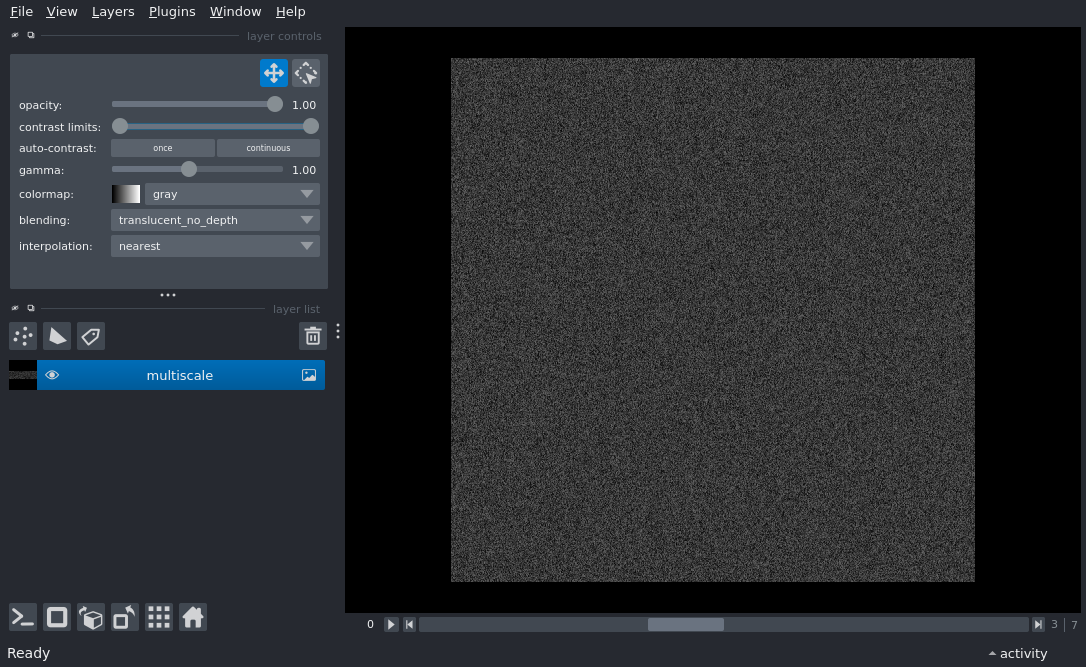 File View Layers Plugins Window Help
layer controls
opacity: 1.00
contrast limits:
auto-contrast: once continuous
gamma: 1.00
colormap: gray
blending: translucent_no_depth
interpolation: nearest
layer list
multiscale
0 3 7
Ready activity